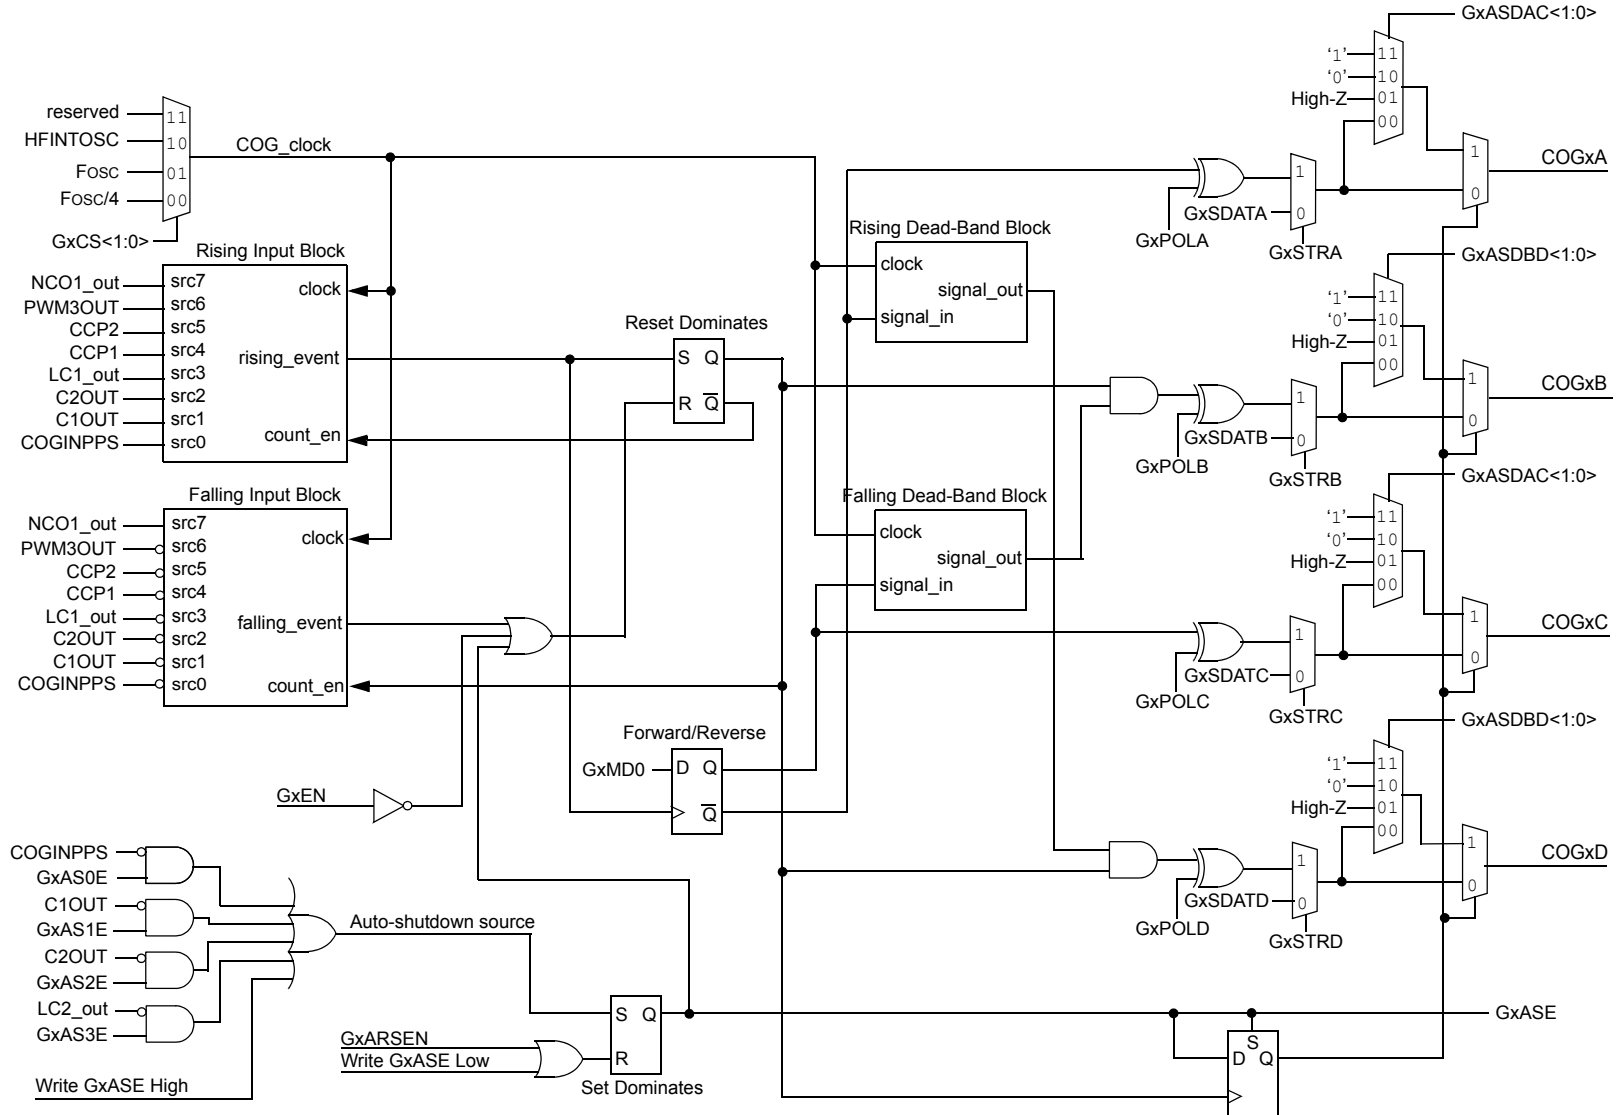 GxASDAC<1:0>
'1' 11
'0' 10
High-Z 01
00
reserved 11
HFINTOSC 10
FOSC 01
FOSC/4 00
GxCS<1:0>
COG_clock
1
0
COGxA
1
GxSDATA 0
GxPOLA
GxSTRA
Rising Input Block
NCO1_out src7
PWM3OUT src6
CCP2 src5
CCP1 src4
LC1_out src3
C2OUT src2
C1OUT src1
COGINPPS src0
clock
rising_event
count_en
Reset Dominates
S Q
R Q
Rising Dead-Band Block
clock
signal_out
signal_in
GxASDBD<1:0>
'1' 11
'0' 10
High-Z 01
00
1
0
COGxB
1
GxSDATB 0
GxPOLB
GxSTRB
Falling Input Block
NCO1_out src7
PWM3OUT src6
CCP2 src5
CCP1 src4
LC1_out src3
C2OUT src2
C1OUT src1
COGINPPS src0
clock
falling_event
count_en
Falling Dead-Band Block
clock
signal_out
signal_in
GxASDAC<1:0>
'1' 11
'0' 10
High-Z 01
00
1
0
COGxC
1
GxSDATC 0
GxPOLC
GxSTRC
Forward/Reverse
GxMD0 D Q
Q
GxEN
GxASDBD<1:0>
'1' 11
'0' 10
High-Z 01
00
1
0
COGxD
1
GxSDATD 0
GxPOLD
GxSTRD
COGINPPS
GxAS0E
C1OUT
GxAS1E
C2OUT
GxAS2E
LC2_out
GxAS3E
Auto-shutdown source
Write GxASE High
GxARSEN
Write GxASE Low
S Q
R
Set Dominates
GxASE
S
D Q